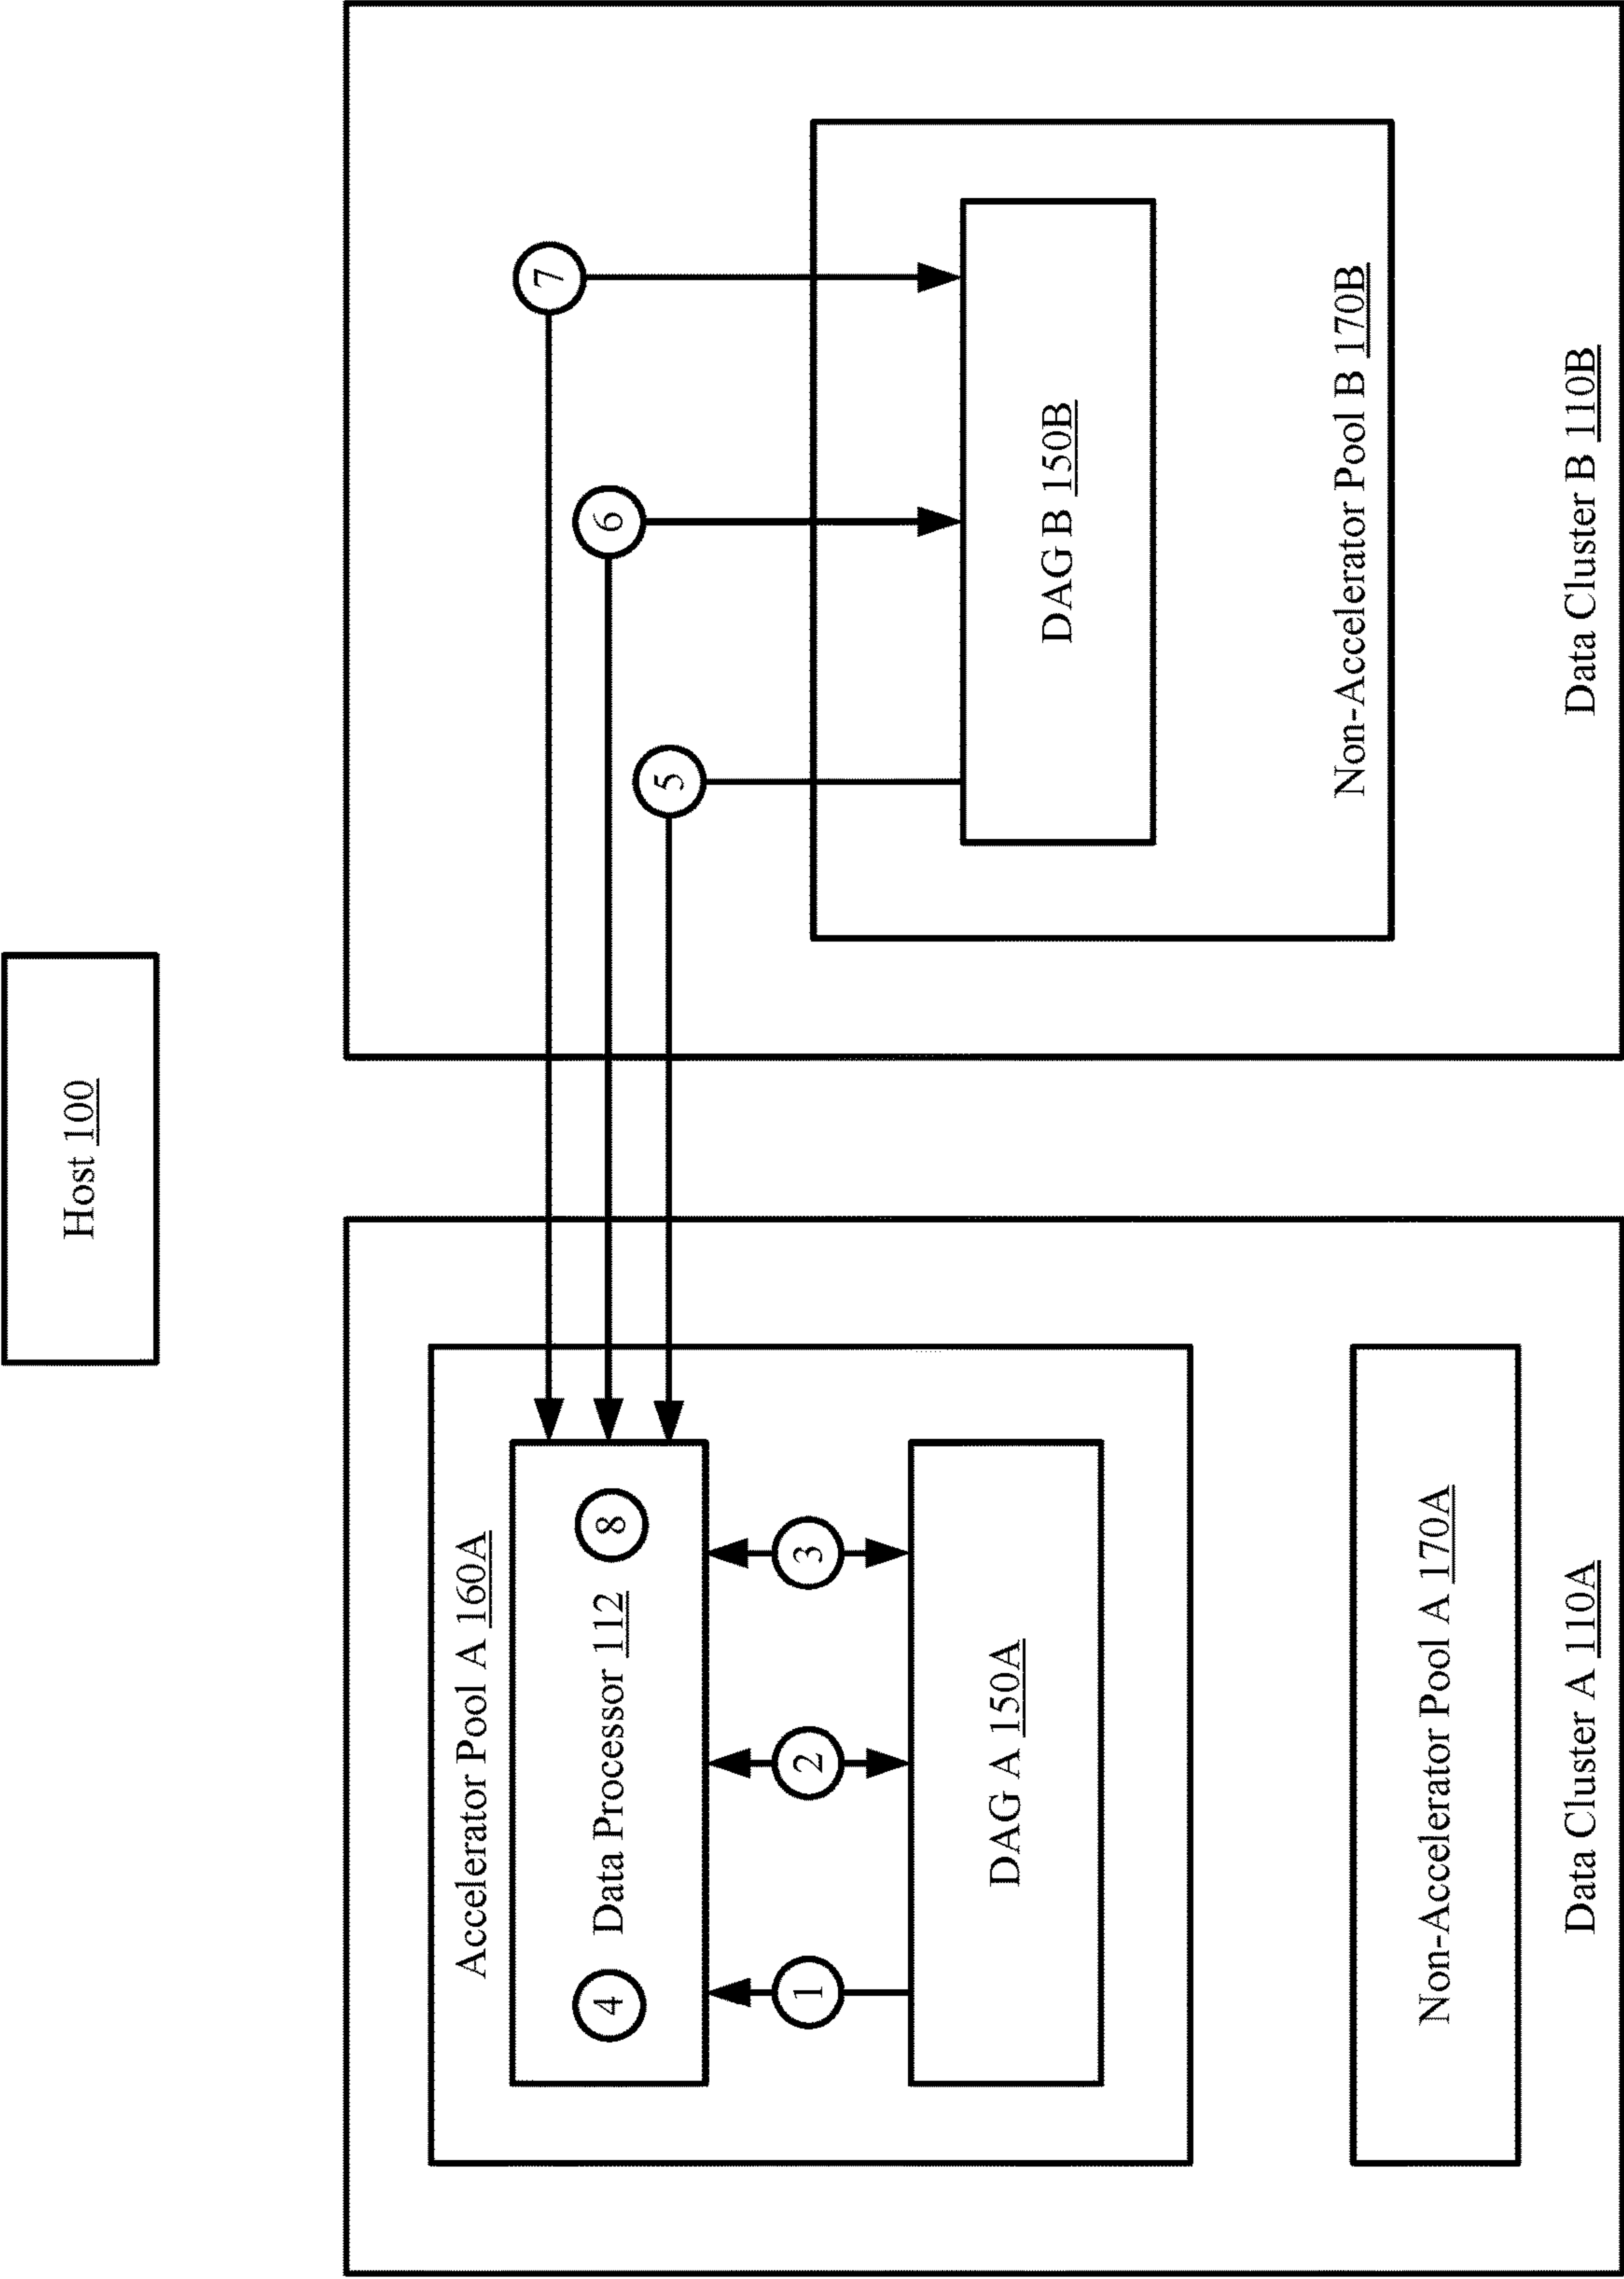 Host 100
Accelerator Pool A 160A
4
Data Processor 112
8
1
2
3
DAG A 150A
Non-Accelerator Pool A 170A
Data Cluster A 110A
7
6
5
DAG B 150B
Non-Accelerator Pool B 170B
Data Cluster B 110B